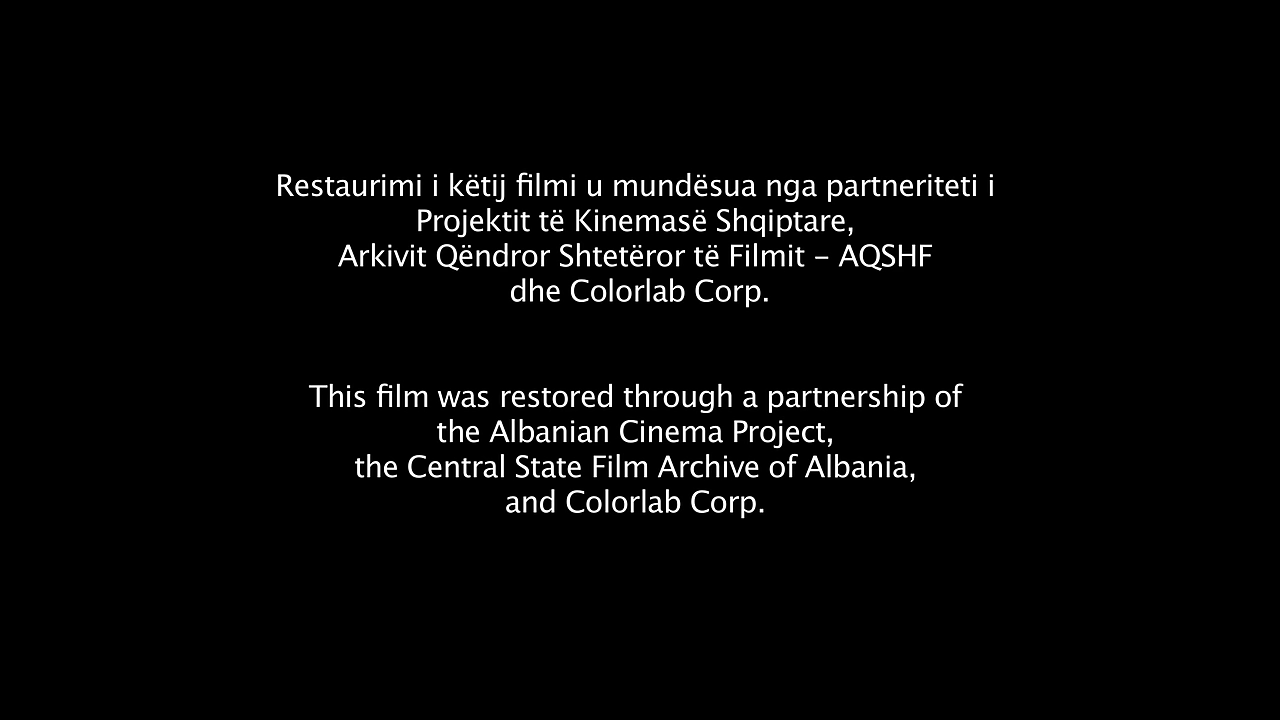 Restaurimi i këtij filmi u mundësua nga partneriteti i
Projektit të Kinemasë Shqiptare,
Arkivit Qëndror Shtetëror të Filmit – AQSHF
dhe Colorlab Corp.
This film was restored through a partnership of
the Albanian Cinema Project,
the Central State Film Archive of Albania,
and Colorlab Corp.